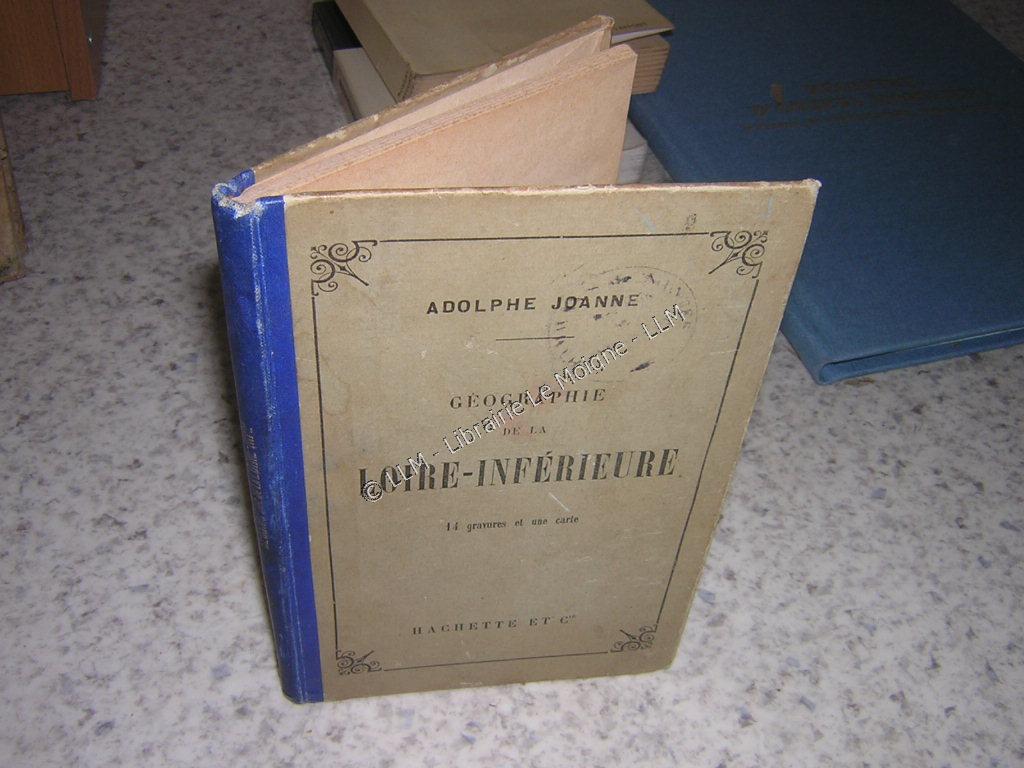 ADOLPHE JOANNE
GÉOGRAPHIE
DE LA
LOIRE-INFÉRIEURE
14 gravures et une carte
HACHETTE ET Cie
© LLM - Librairie Le Moigne - LLM